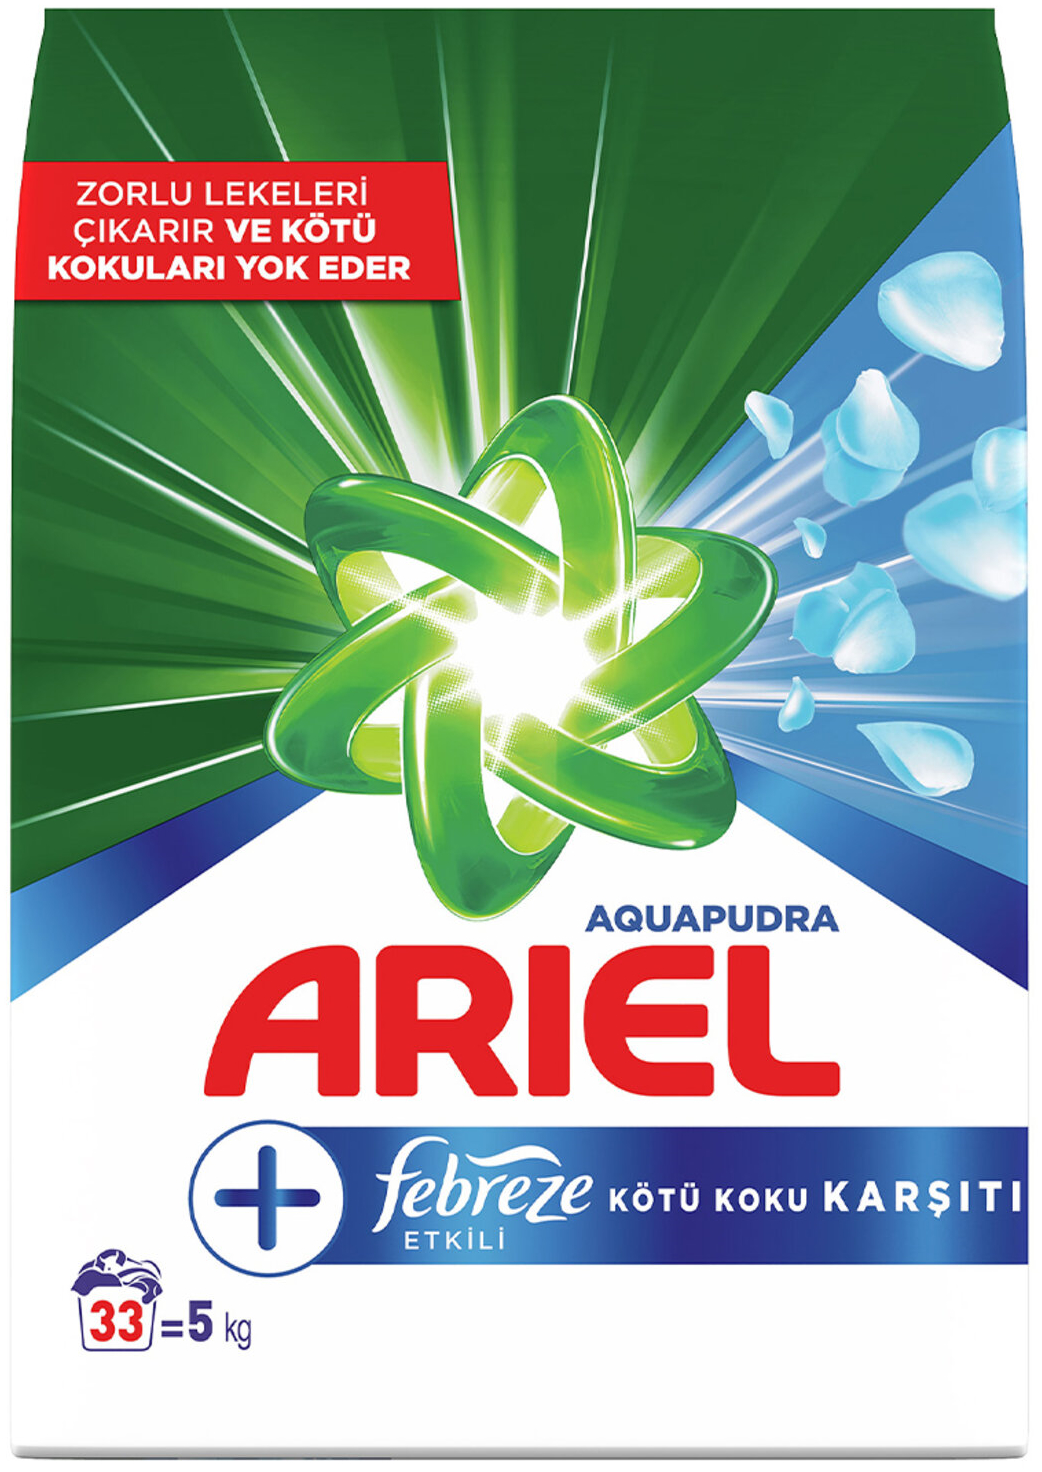 ZORLU LEKELERİ
ÇIKARIR VE KÖTÜ
KOKULARI YOK EDER
AQUAPUDRA
ARIEL
+ febreze KÖTÜ KOKU KARŞITI
ETKİLİ
33 = 5 kg